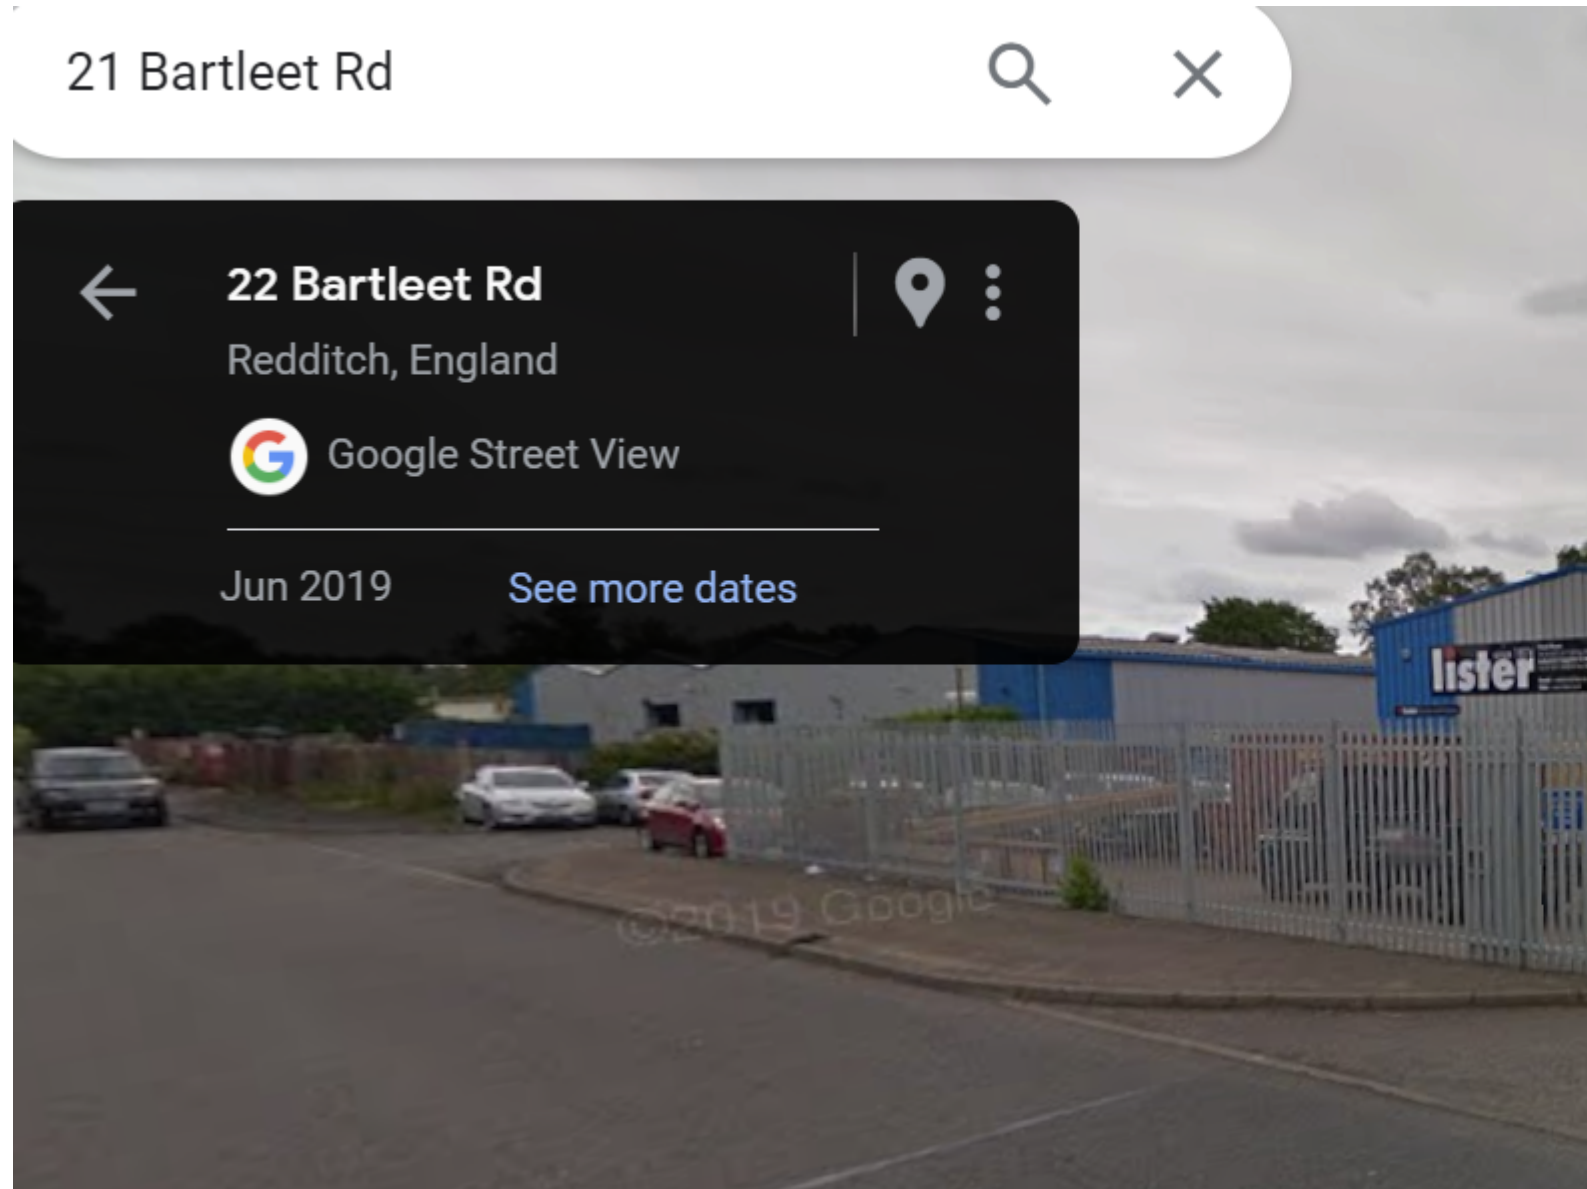 21 Bartleet Rd
22 Bartleet Rd
Redditch, England
Google Street View
Jun 2019
See more dates
lister
©2019 Google